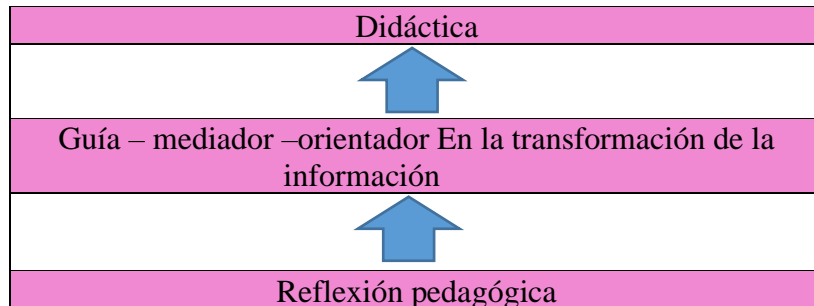 Didáctica
Guía – mediador –orientador En la transformación de la
información
Reflexión pedagógica